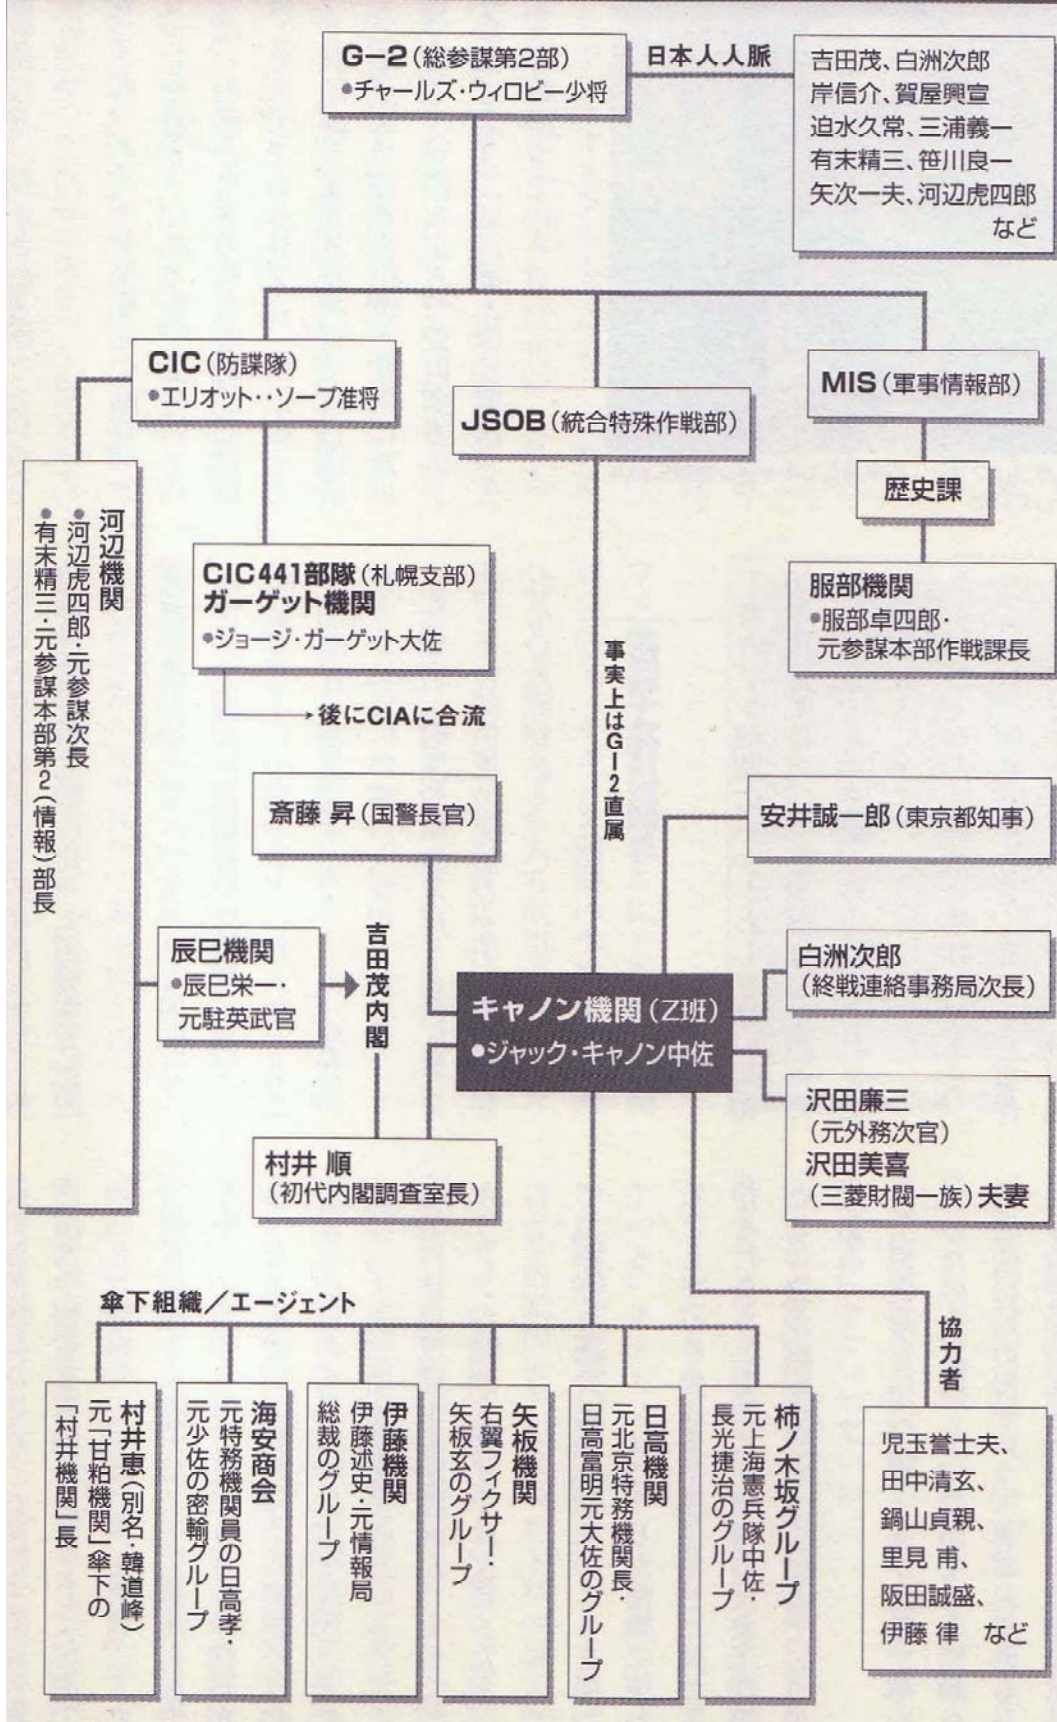 G-2(総参謀第2部)
●チャールズ・ウィロビー少将
日本人人脈
吉田茂、白洲次郎
岸信介、賀屋興宣
迫水久常、三浦義一
有末精三、笹川良一
矢次一夫、河辺虎四郎
など
CIC(防諜隊)
●エリオット・・ソープ准将
JSOB(統合特殊作戦部)
MIS(軍事情報部)
歴史課
服部機関
●服部卓四郎・
元参謀本部作戦課長
河辺機関
●河辺虎四郎・元参謀次長
●有末精三・元参謀本部第2(情報)部長
CIC441部隊(札幌支部)
ガーゲット機関
●ジョージ・ガーゲット大佐
後にCIAに合流
事実上はG-2直属
斎藤 昇(国警長官)
安井誠一郎(東京都知事)
辰巳機関
●辰巳栄一・
元駐英武官
吉田茂内閣
キャノン機関(Z班)
●ジャック・キャノン中佐
白洲次郎
(終戦連絡事務局次長)
沢田廉三
(元外務次官)
沢田美喜
(三菱財閥一族)夫妻
村井 順
(初代内閣調査室長)
傘下組織/エージェント
協力者
村井恵(別名・韓道峰)
元「甘粕機関」傘下の
「村井機関」長
海安商会
元特務機関員の日高孝・
元少佐の密輸グループ
伊藤機関
伊藤述史・元情報局
総裁のグループ
矢板機関
右翼フィクサー・
矢板玄のグループ
日高機関
元北京特務機関長・
日高富明元大佐のグループ
柿ノ木坂グループ
元上海憲兵隊中佐・
長光捷治のグループ
児玉誉士夫、
田中清玄、
鍋山貞親、
里見 甫、
阪田誠盛、
伊藤 律 など